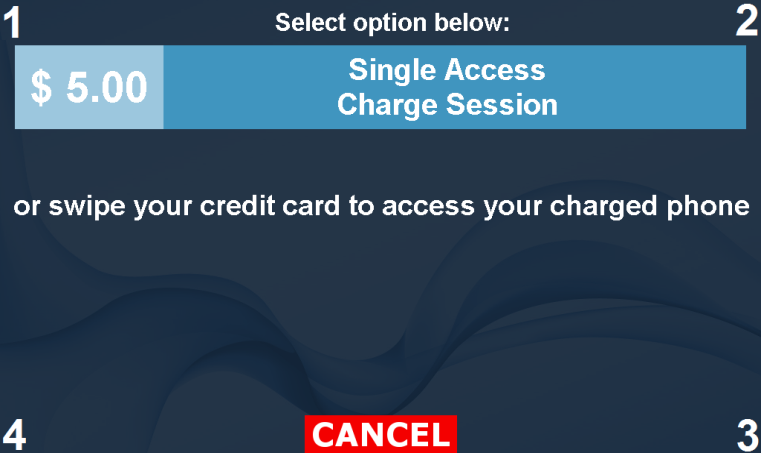 1
Select option below:
2
$ 5.00
Single Access
Charge Session
or swipe your credit card to access your charged phone
4
CANCEL
3